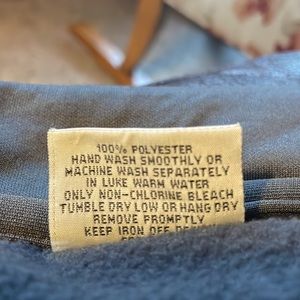 100% POLYESTER
HAND WASH SMOOTHLY OR
MACHINE WASH SEPARATELY
IN LUKE WARM WATER
ONLY NON-CHLORINE BLEACH
TUMBLE DRY LOW OR HANG DRY
REMOVE PROMPTLY
KEEP IRON OFF